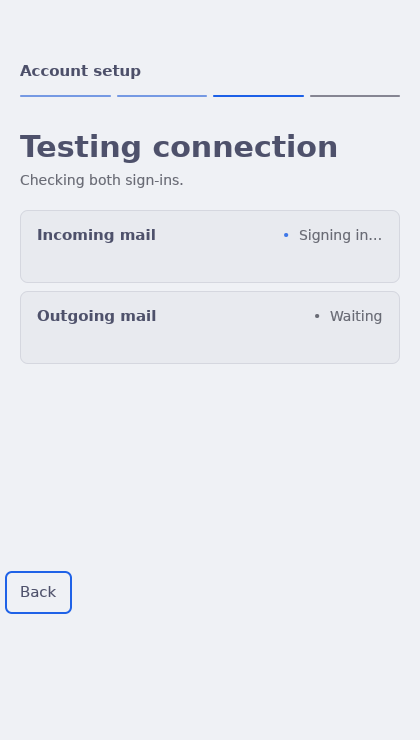 Account setup
Testing connection
Checking both sign-ins.
Incoming mail • Signing in...
Outgoing mail • Waiting
Back